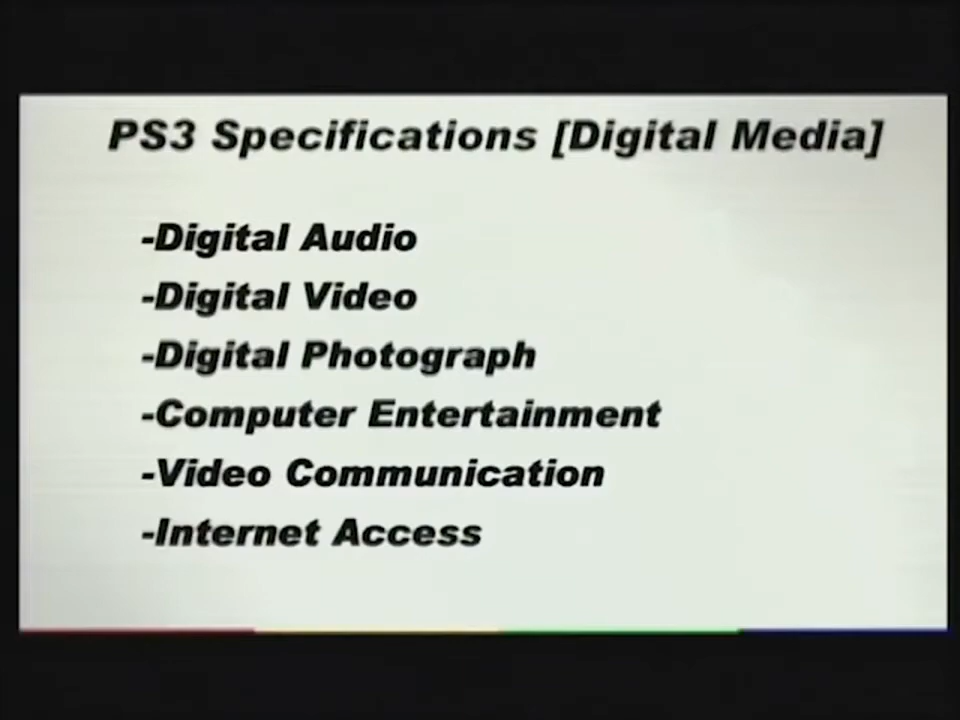 PS3 Specifications [Digital Media]
-Digital Audio
-Digital Video
-Digital Photograph
-Computer Entertainment
-Video Communication
-Internet Access